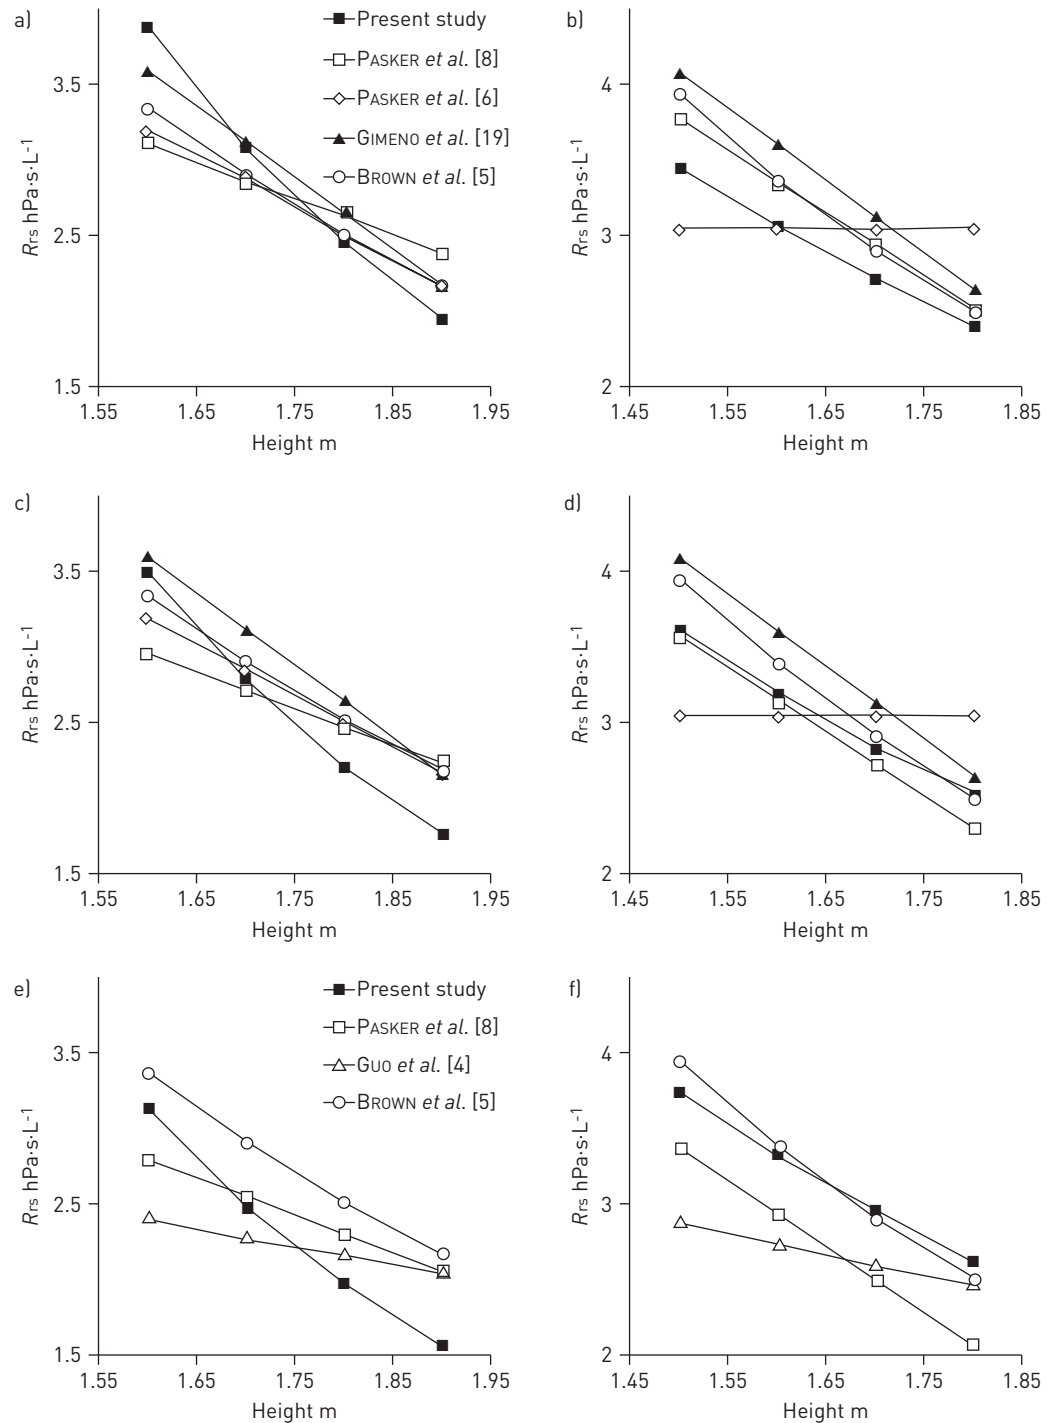 a)
Present study
PASKER et al. [8]
PASKER et al. [6]
GIMENO et al. [19]
BROWN et al. [5]
3.5
2.5
1.5
Rrs hPa·s·L-1
1.55 1.65 1.75 1.85 1.95
Height m
b)
4
3
2
Rrs hPa·s·L-1
1.45 1.55 1.65 1.75 1.85
Height m
c)
3.5
2.5
1.5
Rrs hPa·s·L-1
1.55 1.65 1.75 1.85 1.95
Height m
d)
4
3
2
Rrs hPa·s·L-1
1.45 1.55 1.65 1.75 1.85
Height m
e)
Present study
PASKER et al. [8]
GUO et al. [4]
BROWN et al. [5]
3.5
2.5
1.5
Rrs hPa·s·L-1
1.55 1.65 1.75 1.85 1.95
Height m
f)
4
3
2
Rrs hPa·s·L-1
1.45 1.55 1.65 1.75 1.85
Height m